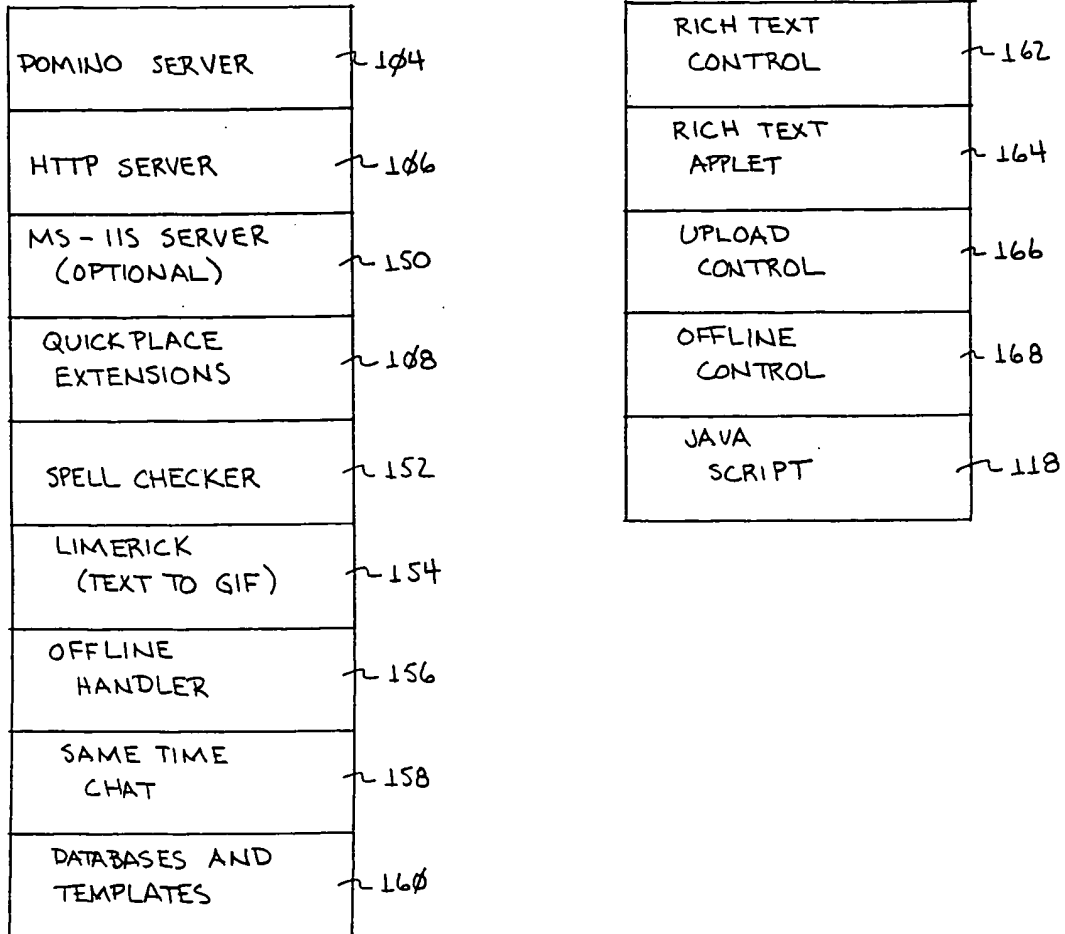 DOMINO SERVER 104
HTTP SERVER 106
MS-IIS SERVER
(OPTIONAL) 150
QUICKPLACE
EXTENSIONS 108
SPELL CHECKER 152
LIMERICK
(TEXT TO GIF) 154
OFFLINE
HANDLER 156
SAME TIME
CHAT 158
DATABASES AND
TEMPLATES 160
RICH TEXT
CONTROL 162
RICH TEXT
APPLET 164
UPLOAD
CONTROL 166
OFFLINE
CONTROL 168
JAVA
SCRIPT 118